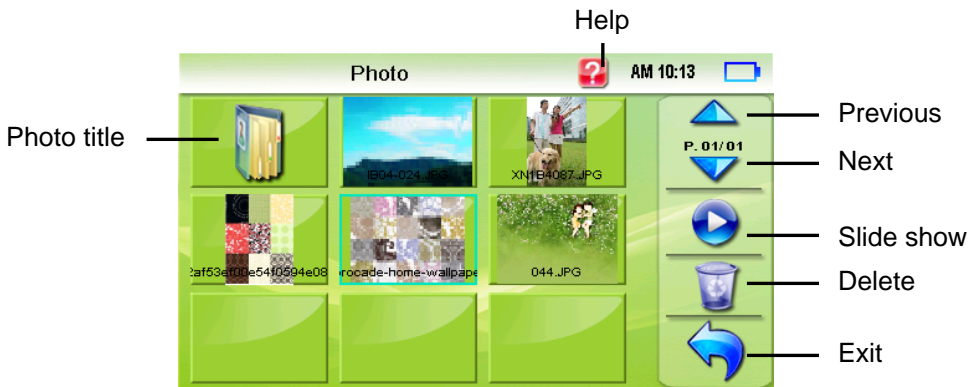 Help
Photo
?
AM 10:13
Photo title
Previous
P. 01/01
Next
IB04-024.JPG
XN1B4087.JPG
Slide show
2af53ef00e54f0594e08
brocade-home-wallpape
044.JPG
Delete
Exit